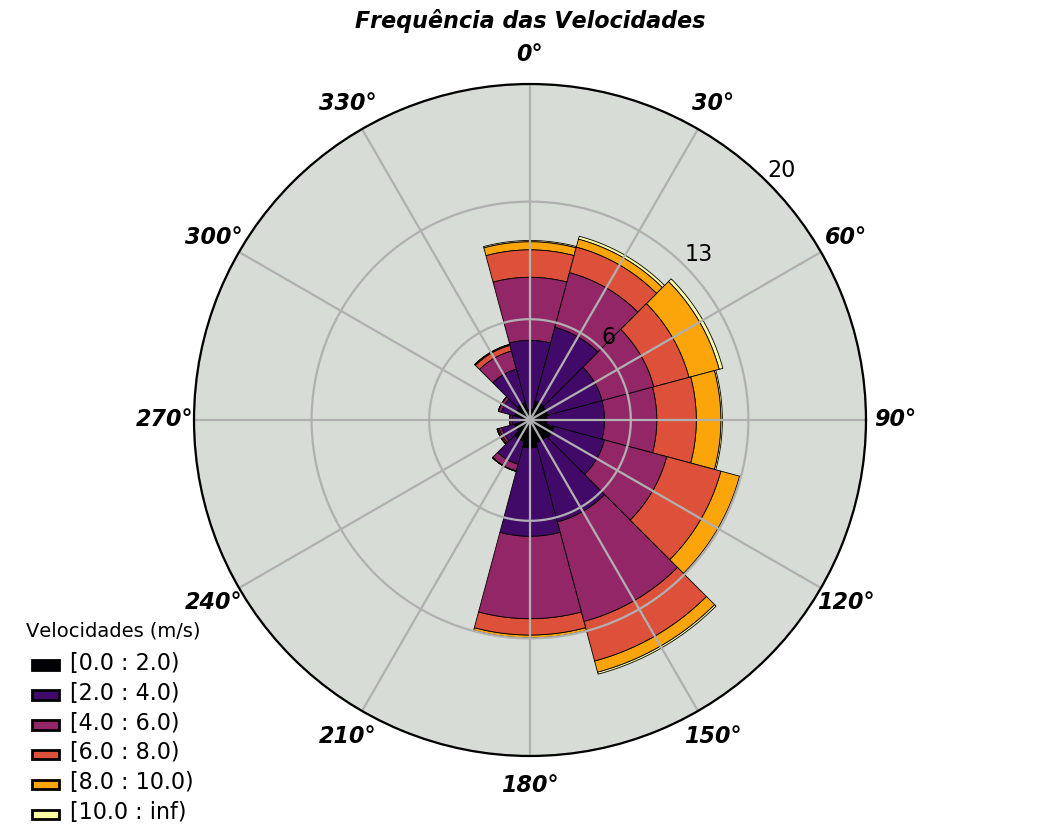 Frequência das Velocidades
0°
330°
30°
20
300°
60°
13
6
270°
90°
240°
120°
210°
150°
180°
Velocidades (m/s)
[0.0 : 2.0)
[2.0 : 4.0)
[4.0 : 6.0)
[6.0 : 8.0)
[8.0 : 10.0)
[10.0 : inf)